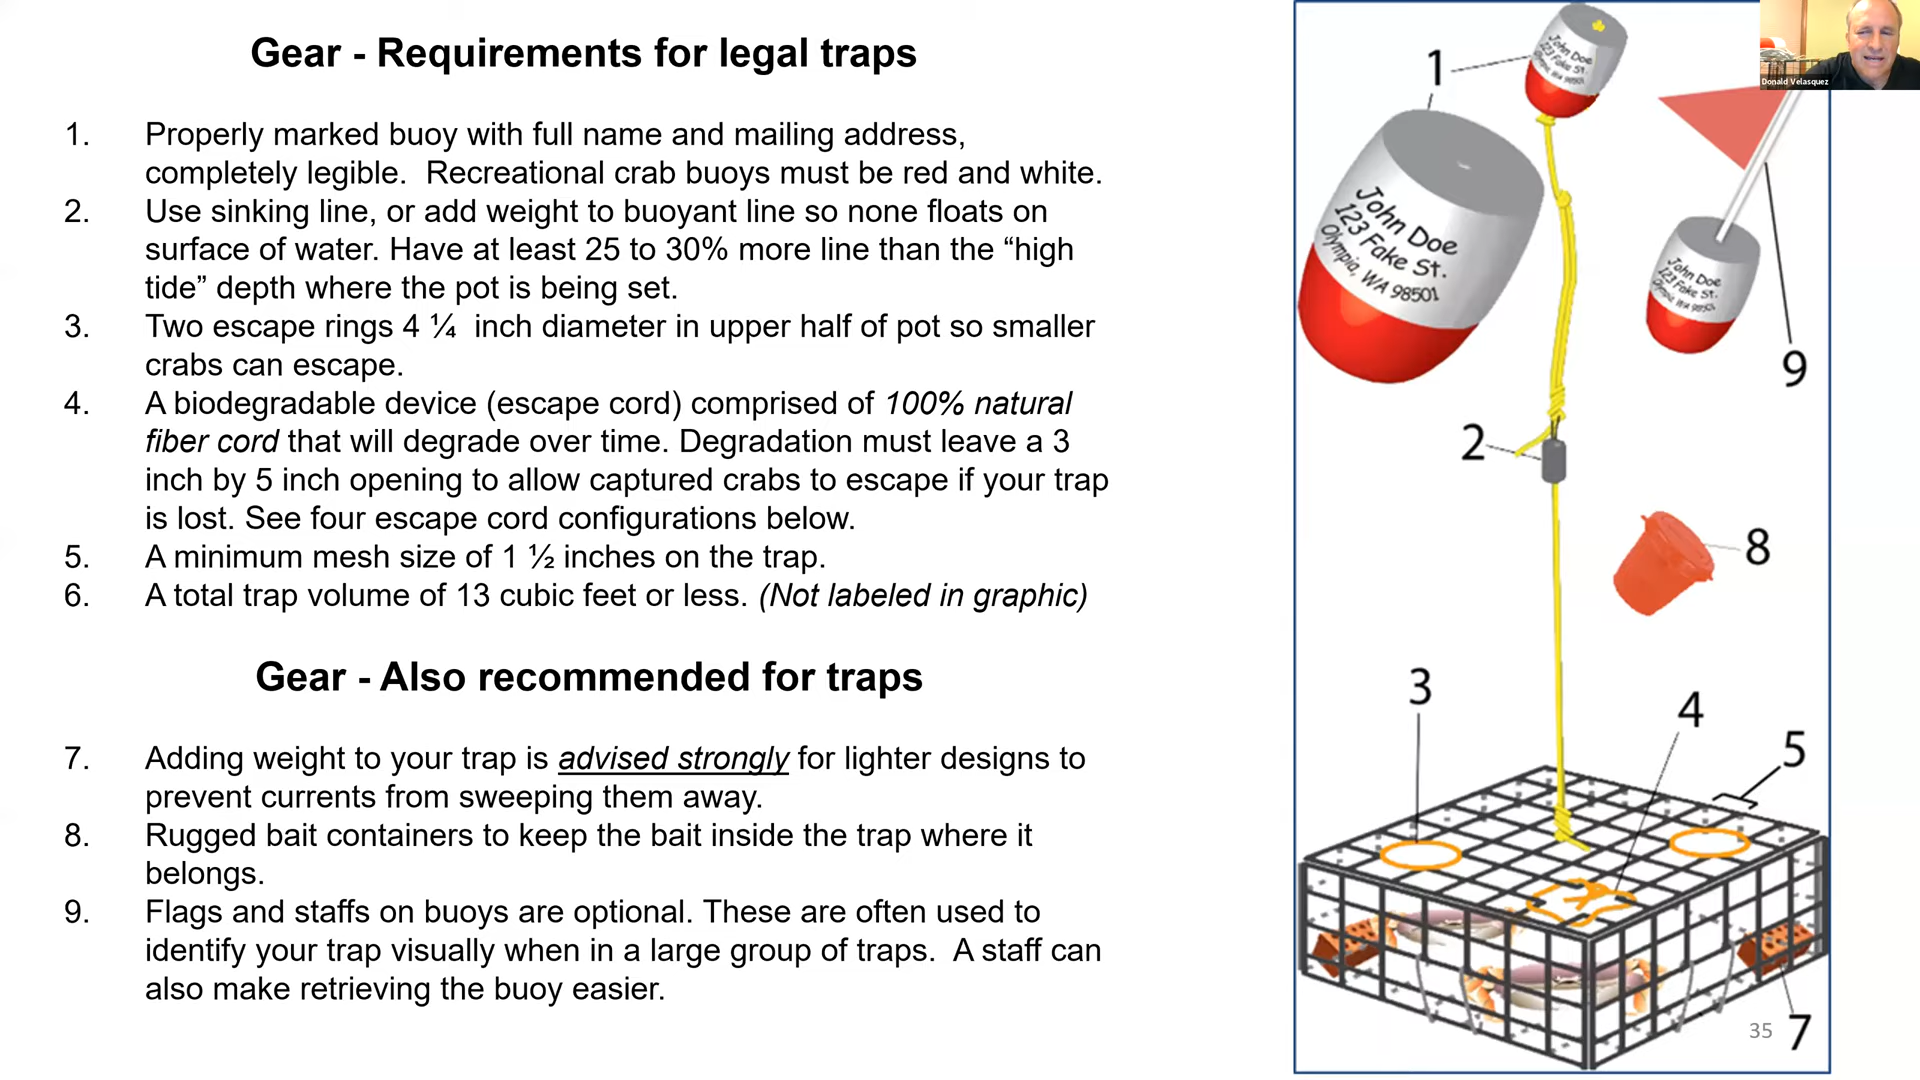 Gear - Requirements for legal traps
1. Properly marked buoy with full name and mailing address,
completely legible.  Recreational crab buoys must be red and white.
2. Use sinking line, or add weight to buoyant line so none floats on
surface of water. Have at least 25 to 30% more line than the “high
tide” depth where the pot is being set.
3. Two escape rings 4 ¼  inch diameter in upper half of pot so smaller
crabs can escape.
4. A biodegradable device (escape cord) comprised of 100% natural
fiber cord that will degrade over time. Degradation must leave a 3
inch by 5 inch opening to allow captured crabs to escape if your trap
is lost. See four escape cord configurations below.
5. A minimum mesh size of 1 ½ inches on the trap.
6. A total trap volume of 13 cubic feet or less. (Not labeled in graphic)
Gear - Also recommended for traps
7. Adding weight to your trap is advised strongly for lighter designs to
prevent currents from sweeping them away.
8. Rugged bait containers to keep the bait inside the trap where it
belongs.
9. Flags and staffs on buoys are optional. These are often used to
identify your trap visually when in a large group of traps.  A staff can
also make retrieving the buoy easier.
Donald Velasquez
1
John Doe
123 Fake St.
Olympia, WA 98501
John Doe
123 Fake St.
Olympia, WA 98501
John Doe
123 Fake St.
Olympia, WA 98501
9
2
8
3
4
5
35
7